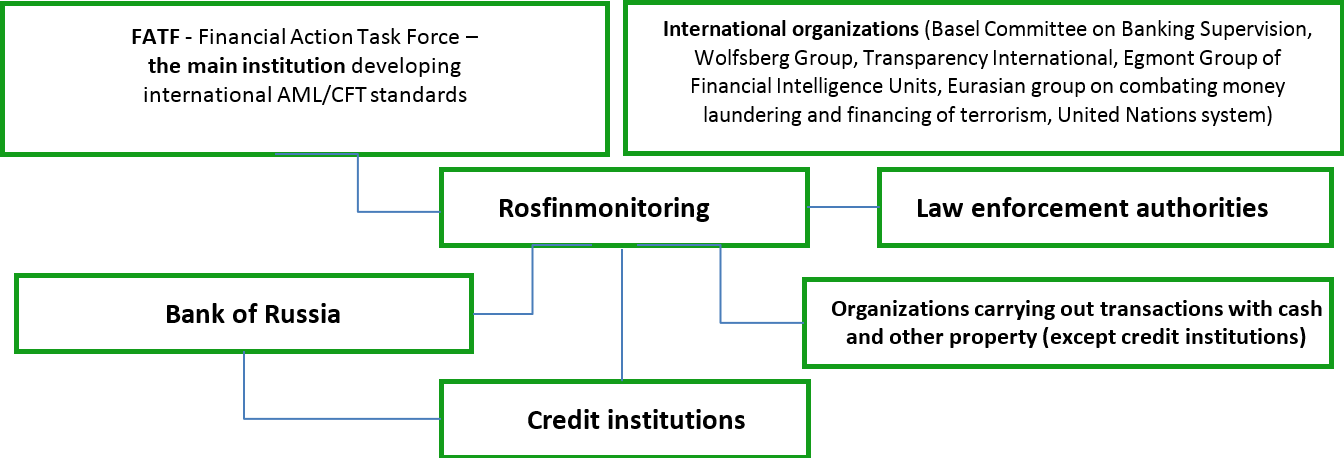 FATF - Financial Action Task Force –
the main institution developing
international AML/CFT standards
International organizations (Basel Committee on Banking Supervision,
Wolfsberg Group, Transparency International, Egmont Group of
Financial Intelligence Units, Eurasian group on combating money
laundering and financing of terrorism, United Nations system)
Rosfinmonitoring
Law enforcement authorities
Bank of Russia
Organizations carrying out transactions with cash
and other property (except credit institutions)
Credit institutions